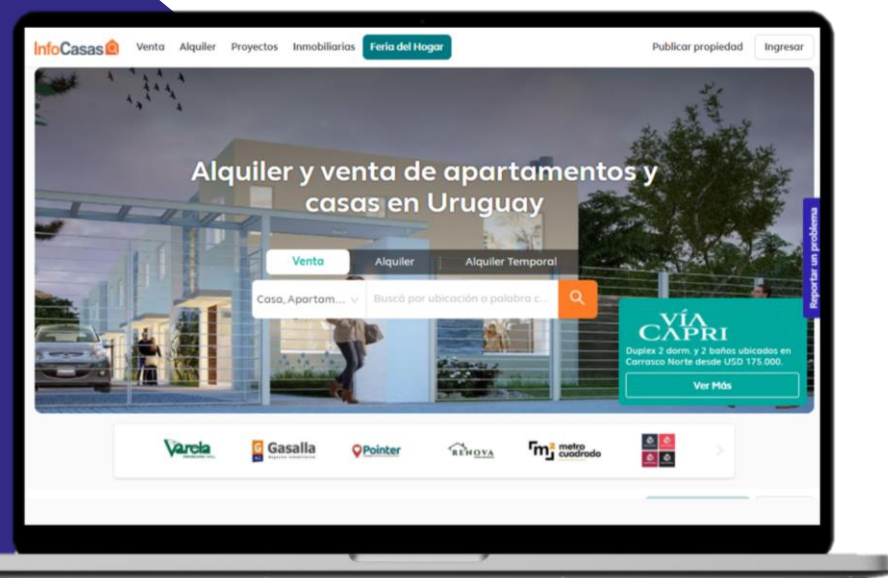 InfoCasas
Venta
Alquiler
Proyectos
Inmobiliarias
Feria del Hogar
Publicar propiedad
Ingresar
Alquiler y venta de apartamentos y
casas en Uruguay
Venta
Alquiler
Alquiler Temporal
Casa, Apartam...
Buscá por ubicación o palabra c...
Reportar un problema
VÍA
CAPRI
Duplex 2 dorm. y 2 baños ubicados en
Carrasco Norte desde USD 175.000.
Ver Más
Varela
Gasalla
Pointer
RENOVA
m2 metro
cuadrado